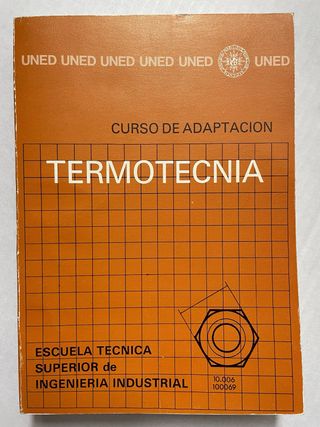 UNED UNED UNED UNED UNED UNED
CURSO DE ADAPTACION
TERMOTECNIA
ESCUELA TECNICA
SUPERIOR de
INGENIERIA INDUSTRIAL
10.006
100069